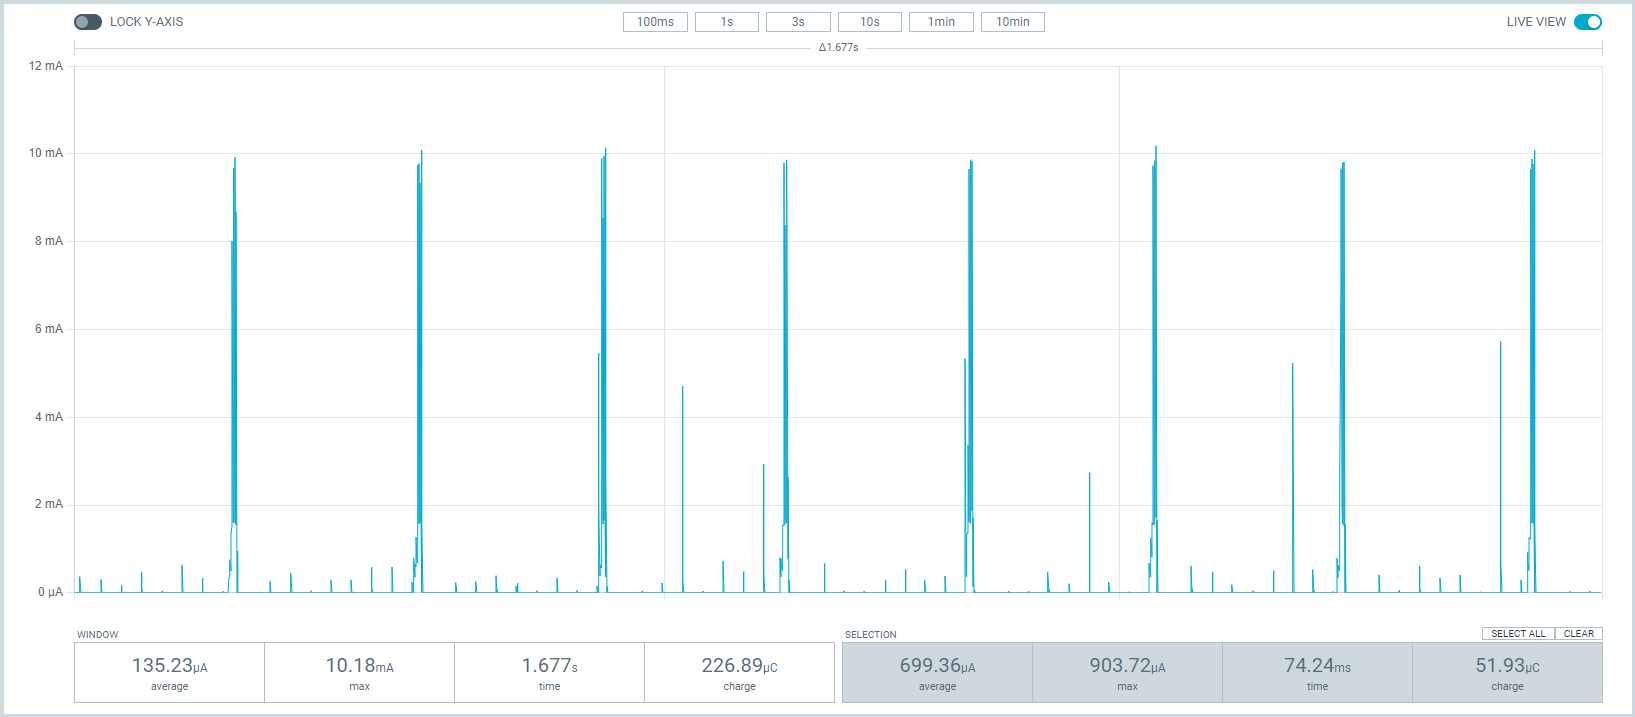 LOCK Y-AXIS 100ms 1s 3s 10s 1min 10min LIVE VIEW
Δ1.677s
12 mA
10 mA
8 mA
6 mA
4 mA
2 mA
0 µA
WINDOW SELECTION SELECT ALL CLEAR
135.23µA 10.18mA 1.677s 226.89µC 699.36µA 903.72µA 74.24ms 51.93µC
average max time charge average max time charge